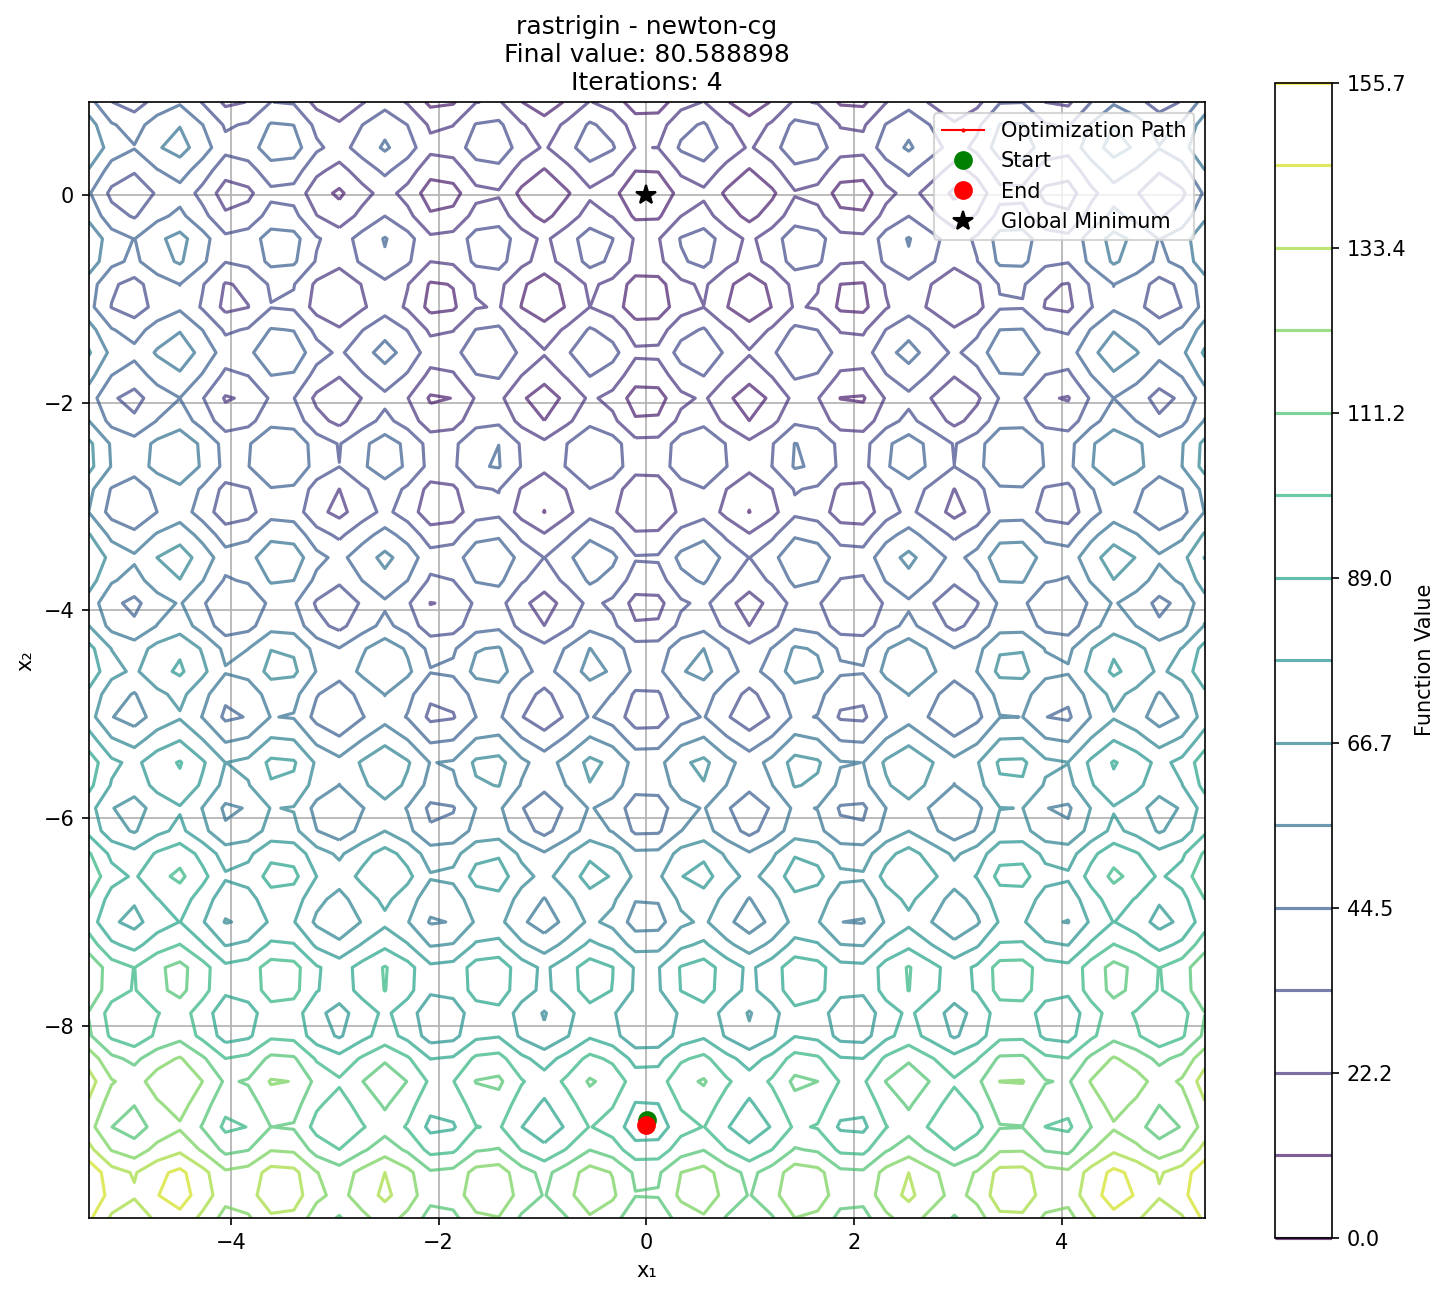 rastrigin - newton-cg
Final value: 80.588898
Iterations: 4
Optimization Path
Start
End
Global Minimum
0
−2
−4
−6
−8
x₂
−4
−2
0
2
4
x₁
155.7
133.4
111.2
89.0
66.7
44.5
22.2
0.0
Function Value